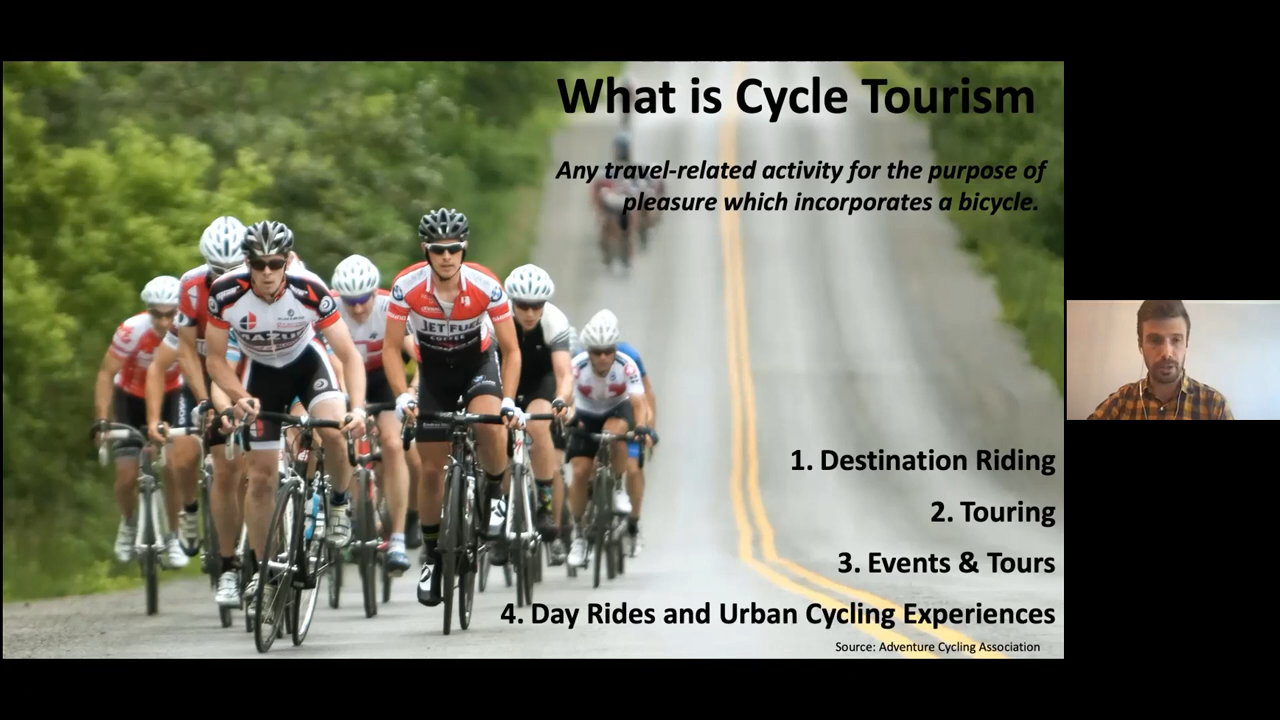 What is Cycle Tourism
Any travel-related activity for the purpose of
pleasure which incorporates a bicycle.
JET FUEL
COFFEE
1. Destination Riding
2. Touring
3. Events & Tours
4. Day Rides and Urban Cycling Experiences
Source: Adventure Cycling Association